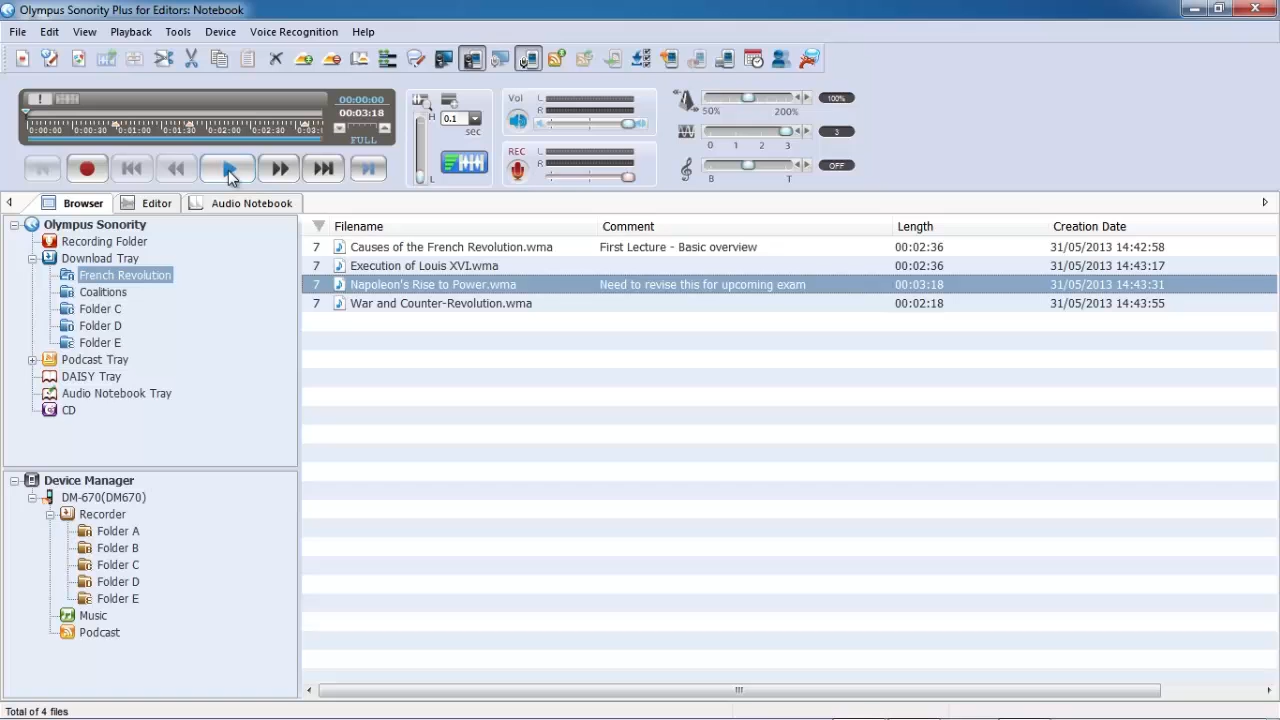 Olympus Sonority Plus for Editors: Notebook
File Edit View Playback Tools Device Voice Recognition Help
00:00:00
00:03:18
0:00:00 0:00:30 0:01:00 0:01:30 0:02:00 0:02:30
FULL
H
L
0.1
sec
Vol L
R
REC L
R
50% 200% 100%
0 1 2 3 3
B T OFF
Browser Editor Audio Notebook
Olympus Sonority
Recording Folder
Download Tray
French Revolution
Coalitions
Folder C
Folder D
Folder E
Podcast Tray
DAISY Tray
Audio Notebook Tray
CD
Device Manager
DM-670(DM670)
Recorder
Folder A
Folder B
Folder C
Folder D
Folder E
Music
Podcast
Filename Comment Length Creation Date
7 Causes of the French Revolution.wma First Lecture - Basic overview 00:02:36 31/05/2013 14:42:58
7 Execution of Louis XVI.wma 00:02:36 31/05/2013 14:43:17
7 Napoleon's Rise to Power.wma Need to revise this for upcoming exam 00:03:18 31/05/2013 14:43:31
7 War and Counter-Revolution.wma 00:02:18 31/05/2013 14:43:55
Total of 4 files